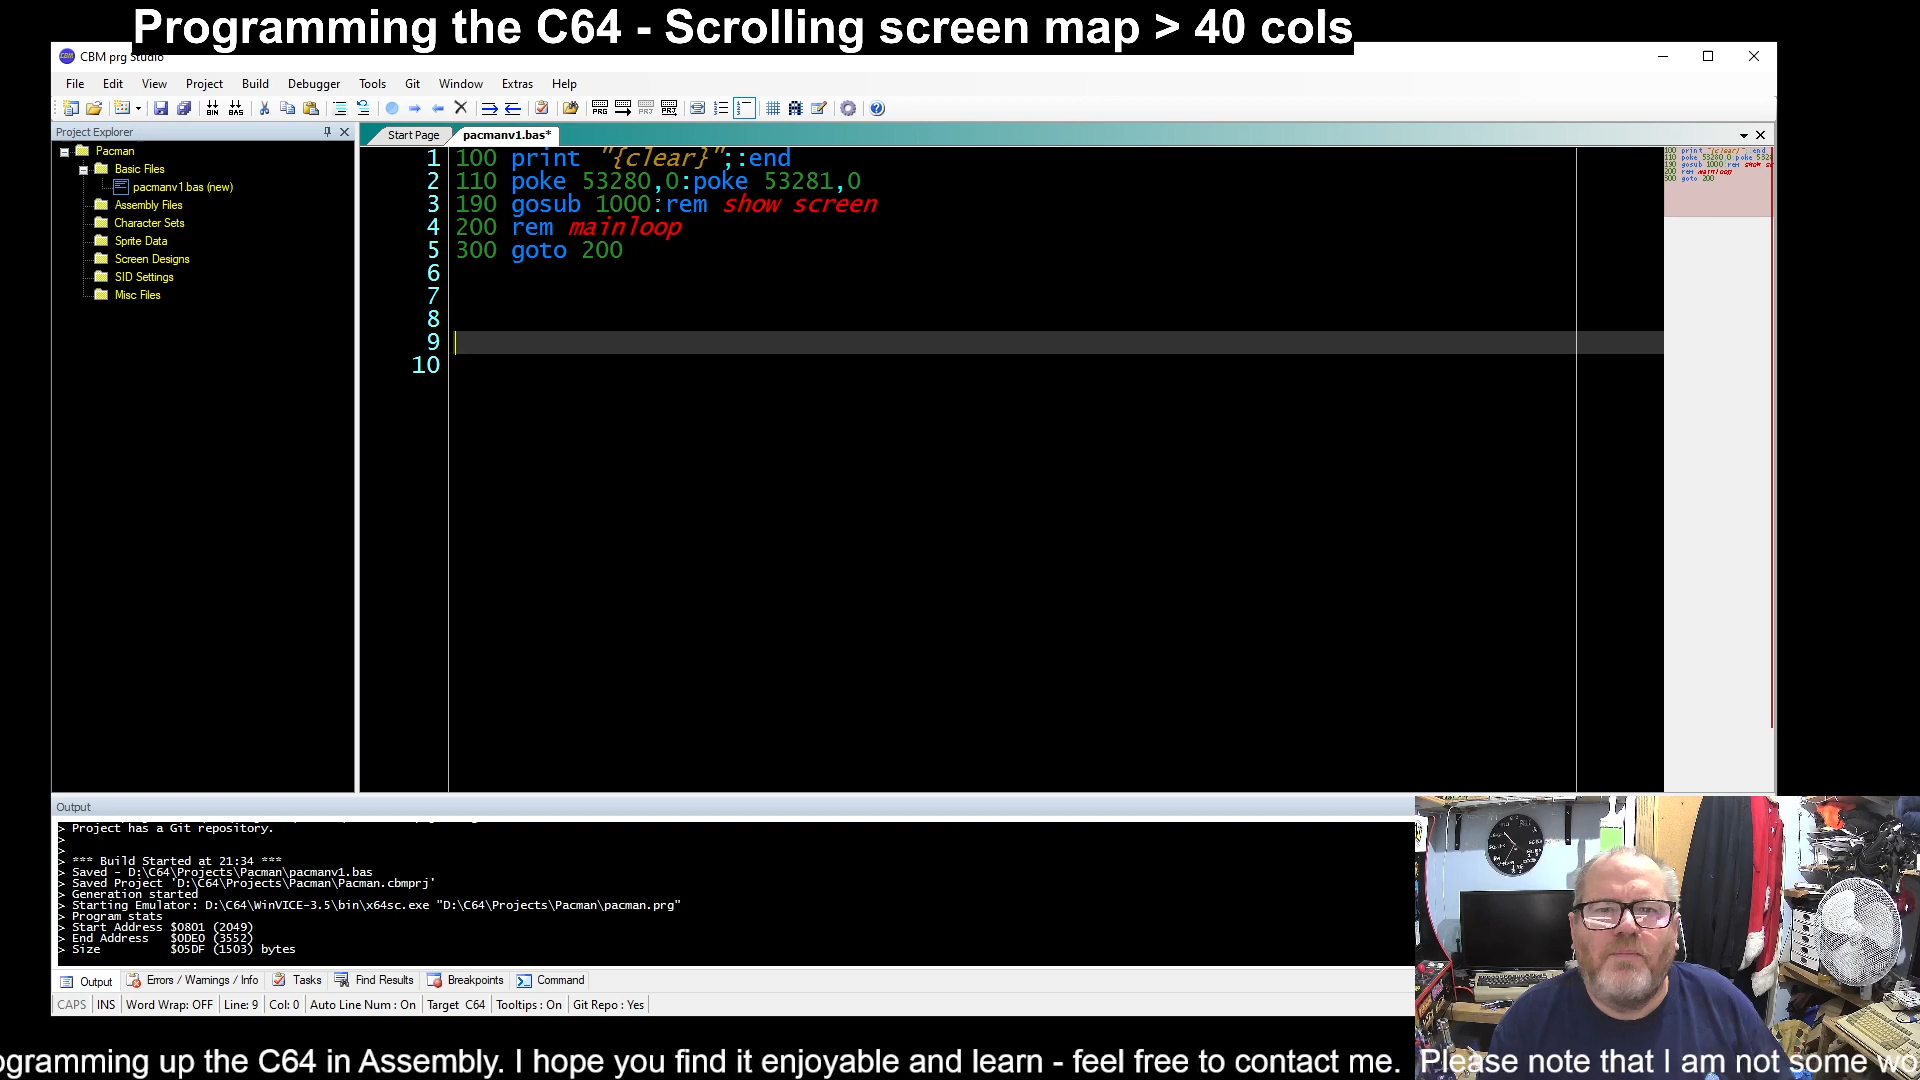 Programming the C64 - Scrolling screen map > 40 cols
CBM prg Studio
File Edit View Project Build Debugger Tools Git Window Extras Help
Project Explorer
Start Page
pacmanv1.bas*
Pacman
Basic Files
pacmanv1.bas (new)
Assembly Files
Character Sets
Sprite Data
Screen Designs
SID Settings
Misc Files
1 100 print "{clear}";:end
2 110 poke 53280,0:poke 53281,0
3 190 gosub 1000:rem show screen
4 200 rem mainloop
5 300 goto 200
6
7
8
9
10
Output
> Project has a Git repository.
>
>
> *** Build Started at 21:34 ***
> Saved - D:\C64\Projects\Pacman\pacmanv1.bas
> Saved Project 'D:\C64\Projects\Pacman\Pacman.cbmprj'
> Generation started
> Starting Emulator: D:\C64\WinVICE-3.5\bin\x64sc.exe "D:\C64\Projects\Pacman\pacman.prg"
> Program stats
> Start Address $0801 (2049)
> End Address $0DE0 (3552)
> Size $05DF (1503) bytes
Output Errors / Warnings / Info Tasks Find Results Breakpoints Command
CAPS INS Word Wrap: OFF Line: 9 Col: 0 Auto Line Num : On Target C64 Tooltips : On Git Repo : Yes
ogramming up the C64 in Assembly. I hope you find it enjoyable and learn - feel free to contact me. Please note that I am not some wo